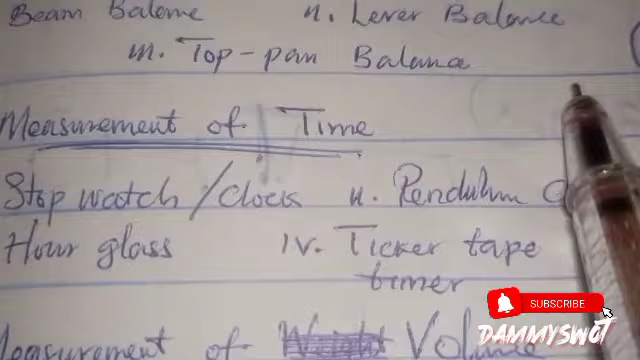 Beam Balance ii. Lever Balance
iii. Top-pan Balance
Measurement of Time
Stop watch/Clock ii. Pendulum
Hour glass iv. Ticker tape
timer
Measurement of Volume
SUBSCRIBE
DAMMYSWOT